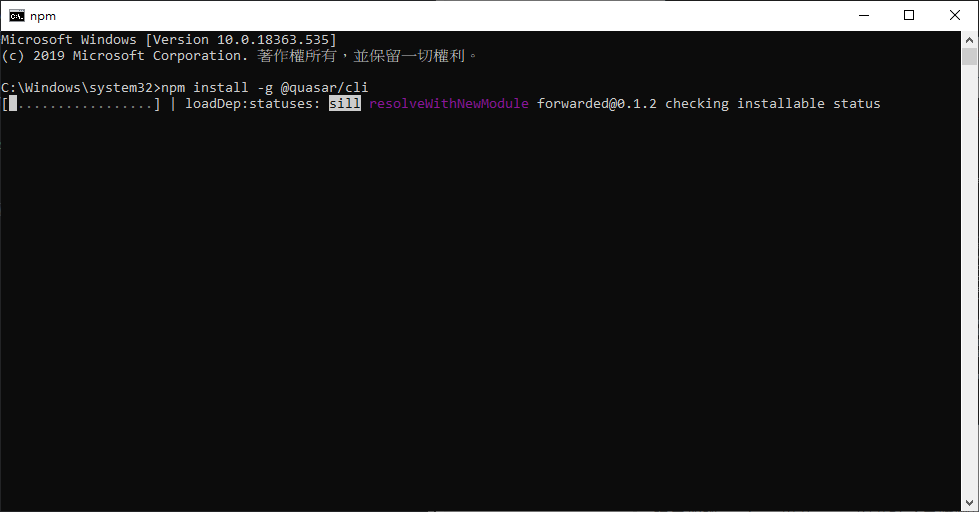 npm
Microsoft Windows [Version 10.0.18363.535]
(c) 2019 Microsoft Corporation. 著作權所有，並保留一切權利。
C:\Windows\system32>npm install -g @quasar/cli
[ .................] | loadDep:statuses: sill resolveWithNewModule forwarded@0.1.2 checking installable status